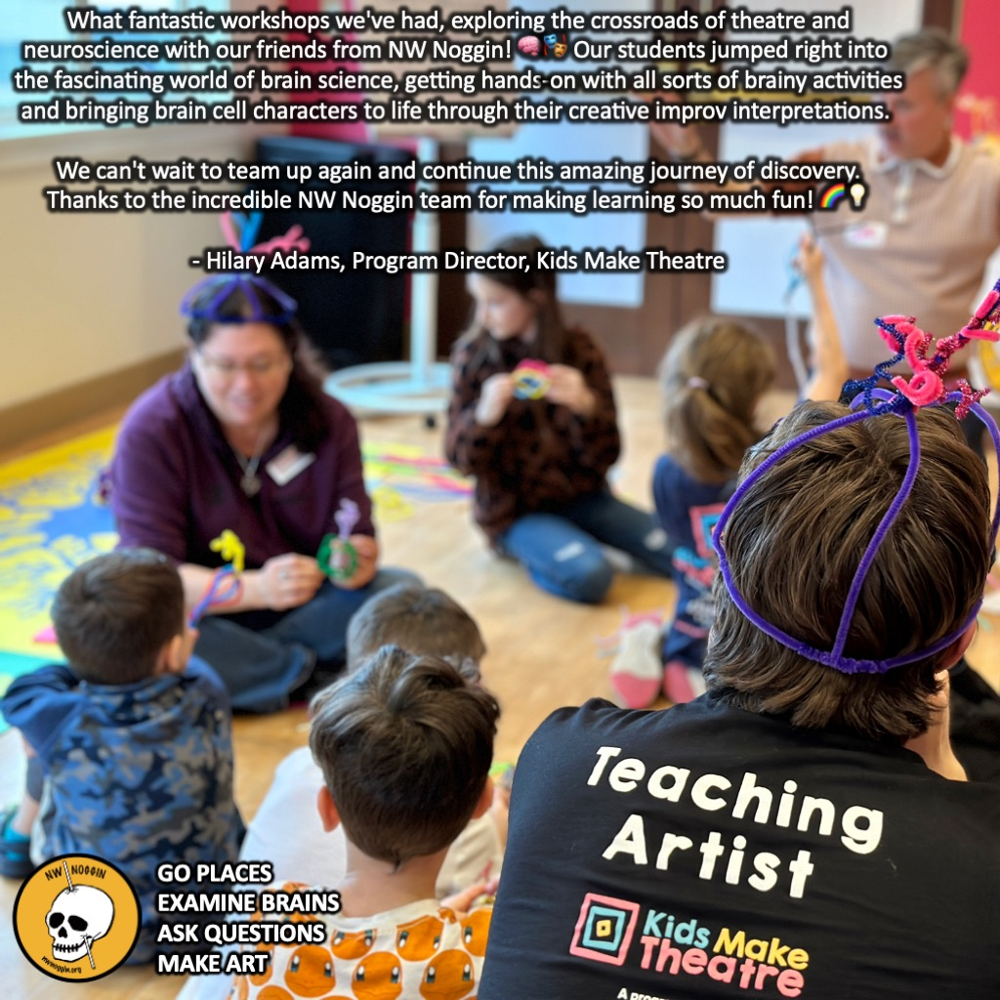 What fantastic workshops we've had, exploring the crossroads of theatre and
neuroscience with our friends from NW Noggin! 🧠🎭 Our students jumped right into
the fascinating world of brain science, getting hands-on with all sorts of brainy activities
and bringing brain cell characters to life through their creative improv interpretations.
We can't wait to team up again and continue this amazing journey of discovery.
Thanks to the incredible NW Noggin team for making learning so much fun! 🌈💡
- Hilary Adams, Program Director, Kids Make Theatre
Teaching
Artist
Kids Make
Theatre
NW NOGGIN
nwnoggin.org
GO PLACES
EXAMINE BRAINS
ASK QUESTIONS
MAKE ART